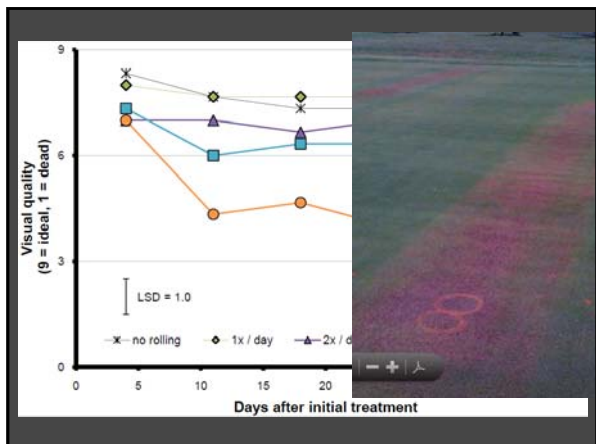 9
6
3
0
Visual quality
(9 = ideal, 1 = dead)
LSD = 1.0
no rolling 1x / day 2x / d
0 5 10 15 20
Days after initial treatment